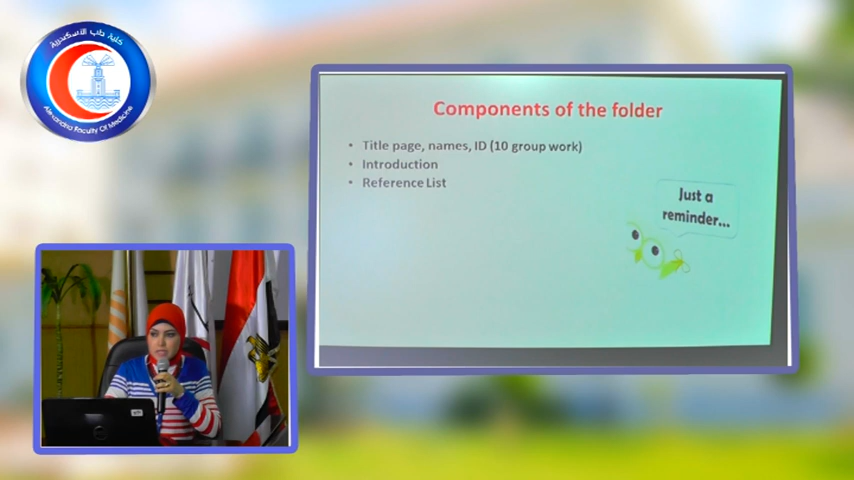 كلية طب الاسكندرية
Alexandria Faculty Of Medicine
Components of the folder
• Title page, names, ID (10 group work)
• Introduction
• Reference List
Just a
reminder...